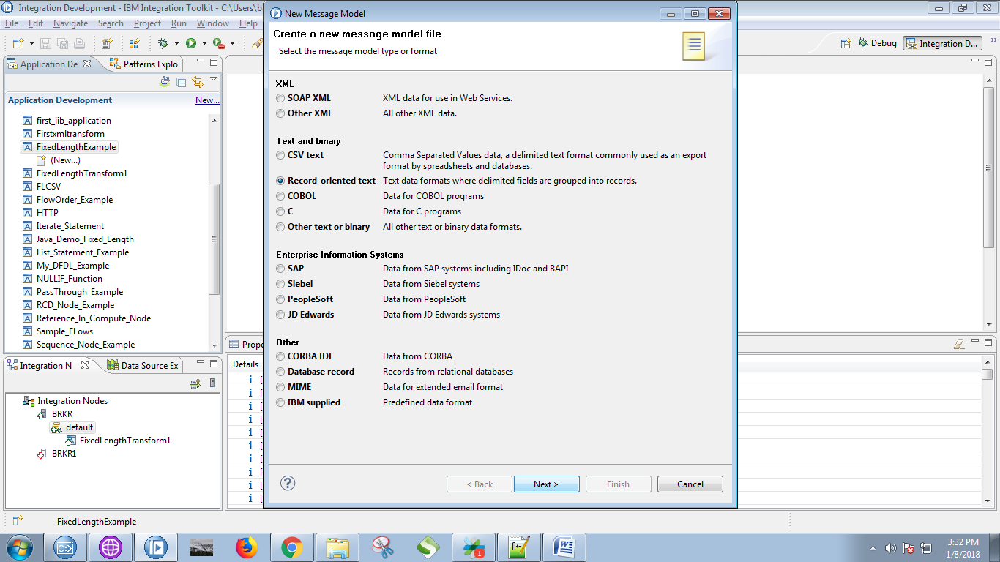 Integration Development - IBM Integration Toolkit - C:\Users\b
File Edit Navigate Search Project Run Window Help
Debug
Integration D...
Application De
Patterns Explo
Application Development New...
first_iib_application
Firstxmltransform
FixedLengthExample
(New...)
FixedLengthTransform1
FLCSV
FlowOrder_Example
HTTP
Iterate_Statement
Java_Demo_Fixed_Length
List_Statement_Example
My_DFDL_Example
NULLIF_Function
PassThrough_Example
RCD_Node_Example
Reference_In_Compute_Node
Sample_FLows
Sequence_Node_Example
Integration N
Data Source Ex
Integration Nodes
BRKR
default
FixedLengthTransform1
BRKR1
Prope
Details
New Message Model
Create a new message model file
Select the message model type or format
XML
SOAP XML XML data for use in Web Services.
Other XML All other XML data.
Text and binary
CSV text Comma Separated Values data, a delimited text format commonly used as an export
format by spreadsheets and databases.
Record-oriented text Text data formats where delimited fields are grouped into records.
COBOL Data for COBOL programs
C Data for C programs
Other text or binary All other text or binary data formats.
Enterprise Information Systems
SAP Data from SAP systems including IDoc and BAPI
Siebel Data from Siebel systems
PeopleSoft Data from PeopleSoft
JD Edwards Data from JD Edwards systems
Other
CORBA IDL Data from CORBA
Database record Records from relational databases
MIME Data for extended email format
IBM supplied Predefined data format
? < Back Next > Finish Cancel
FixedLengthExample
3:32 PM
1/8/2018